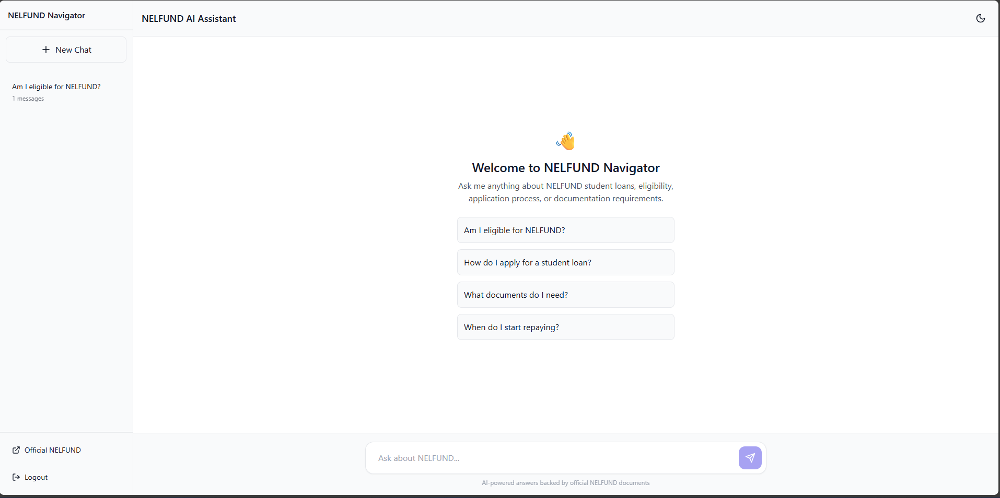 NELFUND Navigator
New Chat
Am I eligible for NELFUND?
1 messages
Official NELFUND
Logout
NELFUND AI Assistant
Welcome to NELFUND Navigator
Ask me anything about NELFUND student loans, eligibility,
application process, or documentation requirements.
Am I eligible for NELFUND?
How do I apply for a student loan?
What documents do I need?
When do I start repaying?
Ask about NELFUND...
AI-powered answers backed by official NELFUND documents